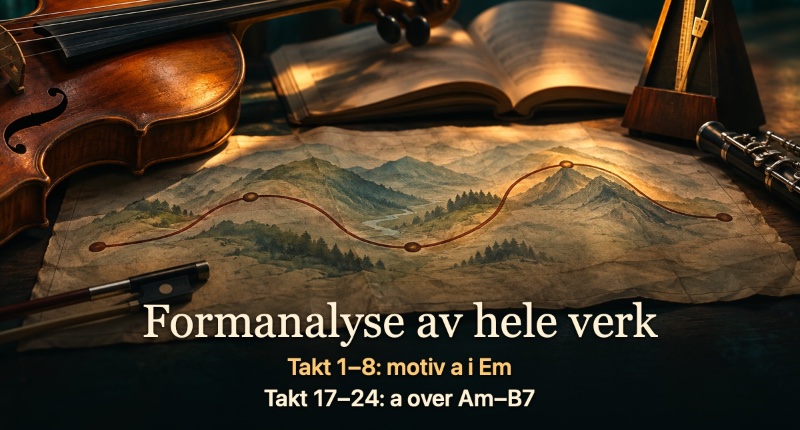 Formanalyse av hele verk
Takt 1–8: motiv a i Em
Takt 17–24: a over Am–B7